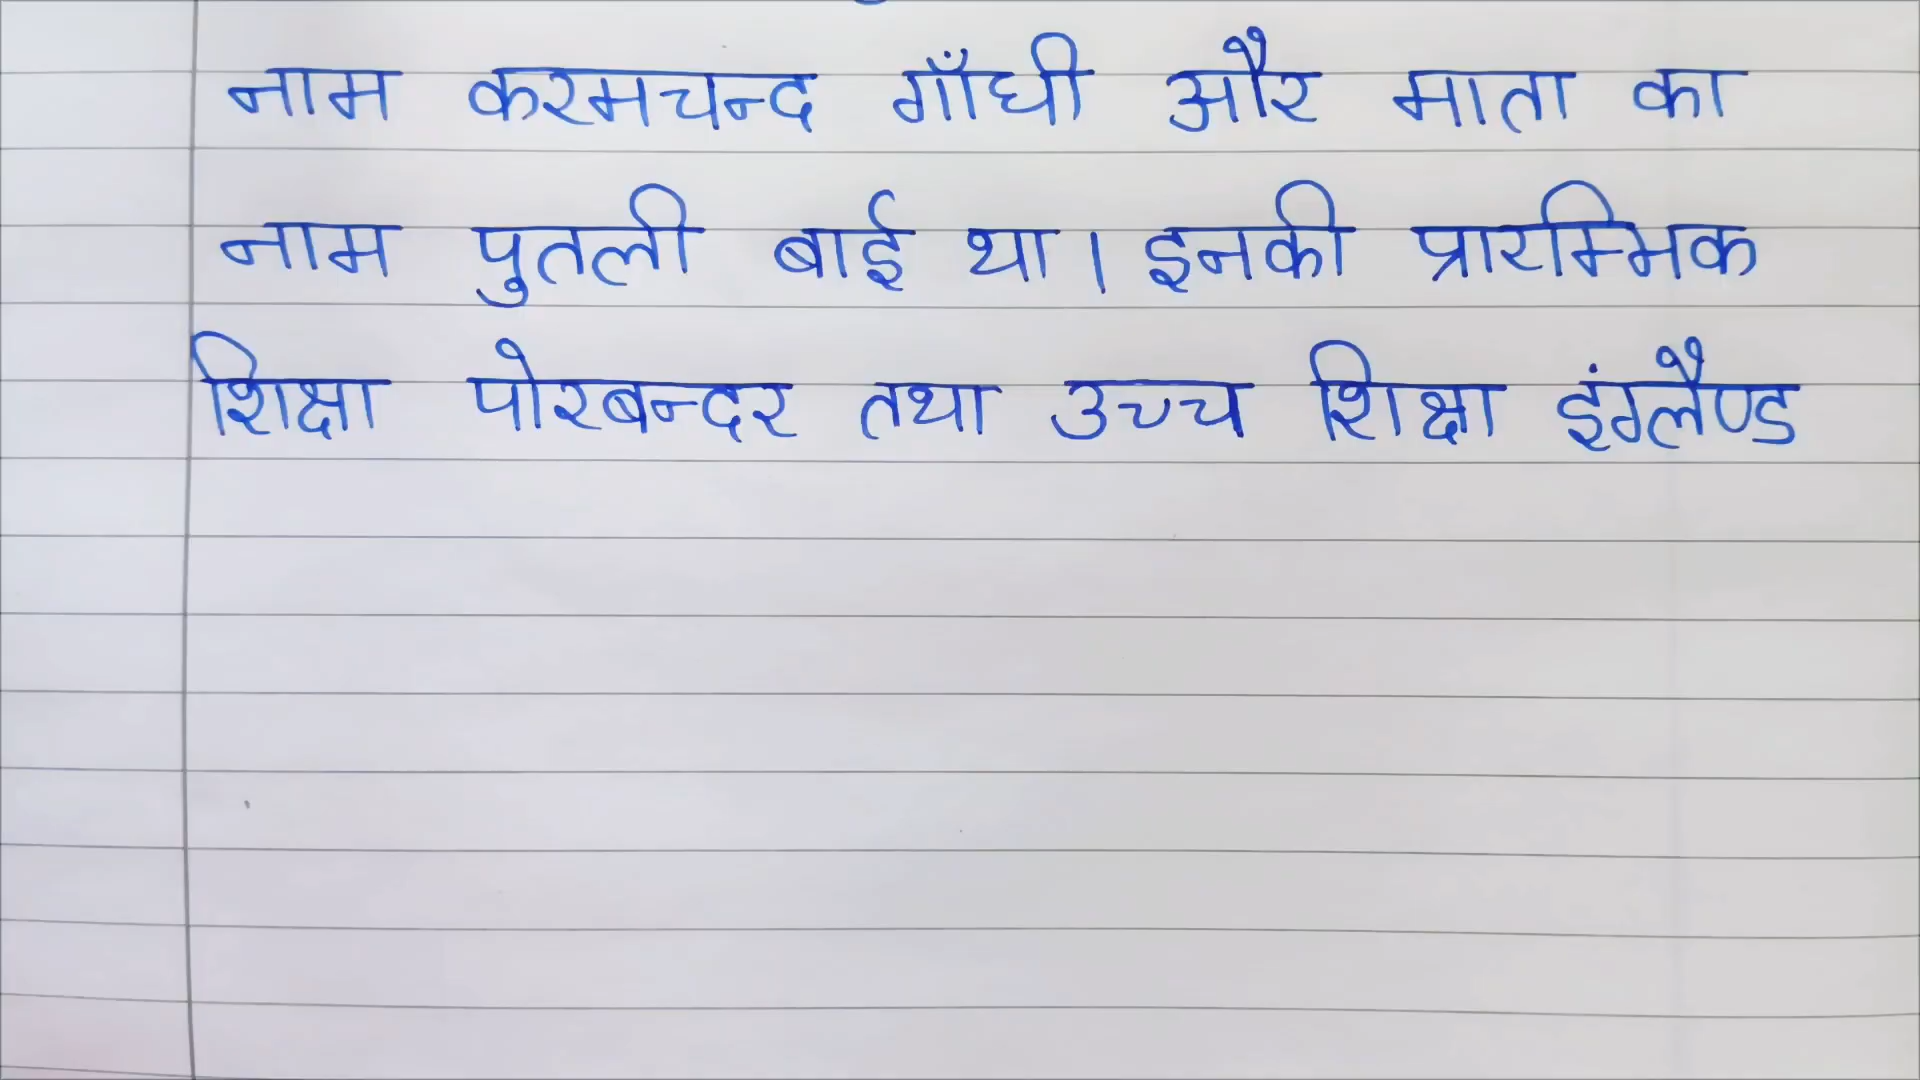 नाम करमचन्द गाँधी और माता का
नाम पुतली बाई था। इनकी प्रारम्भिक
शिक्षा पोरबन्दर तथा उच्च शिक्षा इंग्लैण्ड